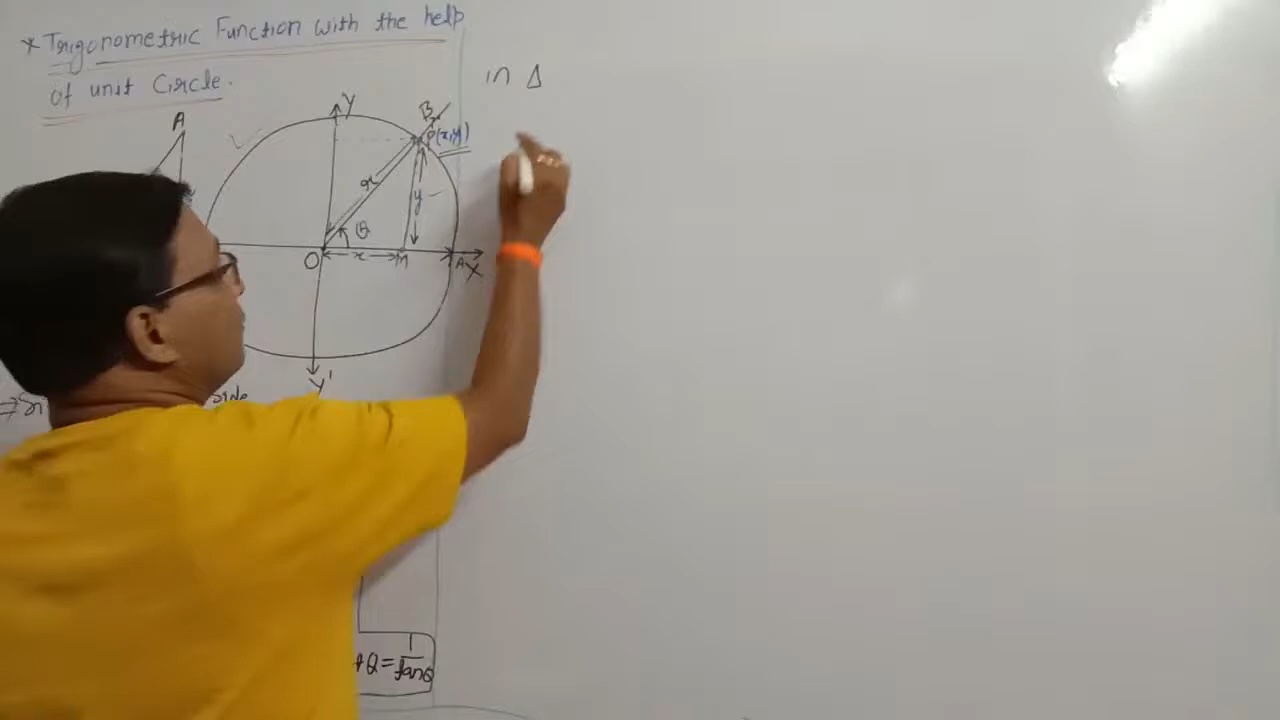 * Trigonometric Function with the help
of unit Circle.
in Δ
A
Y
B
P(x,y)
r
y
θ
O
x
M
A
X
Y'
side
θ = 1/tanθ